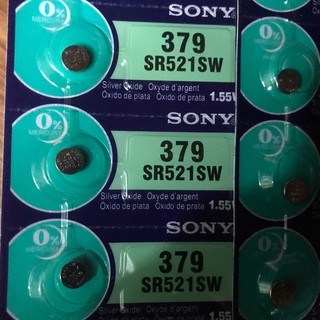 SONY
0%
MERCURY
379
SR521SW
Silver Oxide Oxyde d'argent
Óxido de plata Óxido de prata 1.55V
SONY
0%
MERCURY
379
SR521SW
Silver Oxide Oxyde d'argent
Óxido de plata Óxido de prata 1.55V
SONY
0%
MERCURY
379
SR521SW
Silver Oxide Oxyde d'argent
Óxido de plata Óxido de prata 1.55